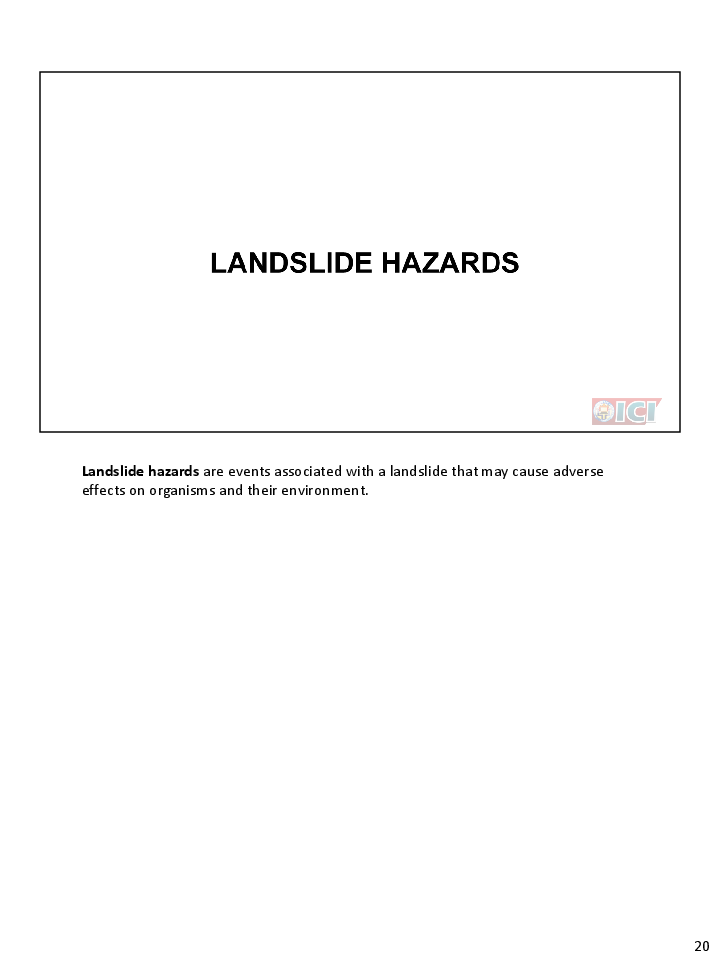 LANDSLIDE HAZARDS
ICI
Landslide hazards are events associated with a landslide that may cause adverse
effects on organisms and their environment.
20